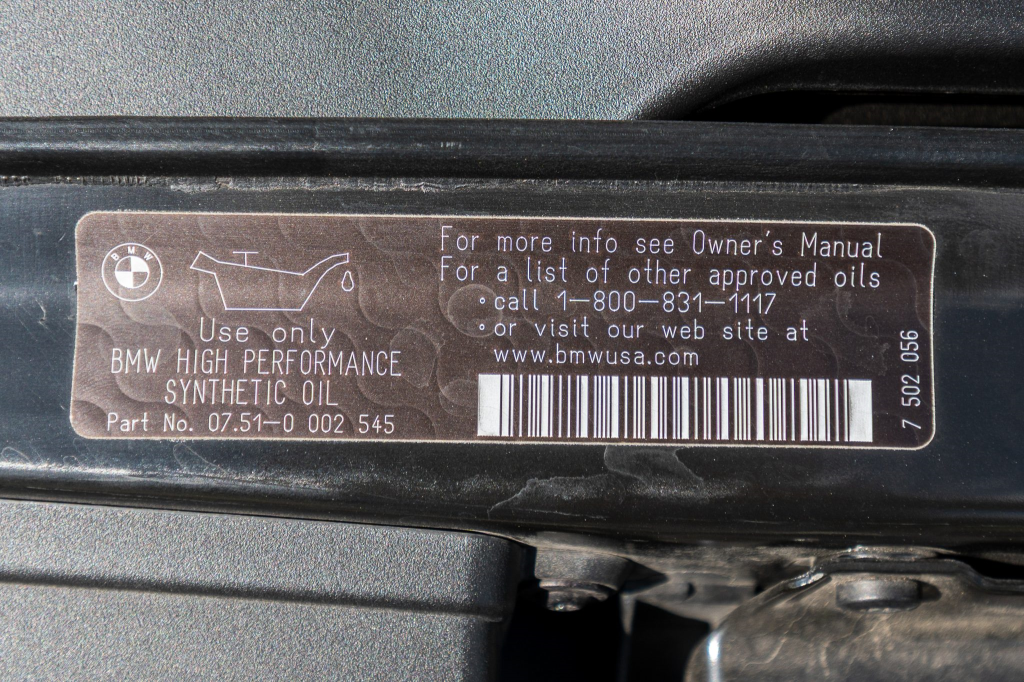 BMW
Use only
BMW HIGH PERFORMANCE
SYNTHETIC OIL
Part No. 07.51-0 002 545
For more info see Owner's Manual
For a list of other approved oils
•call 1-800-831-1117
•or visit our web site at
www.bmwusa.com
7 502 056